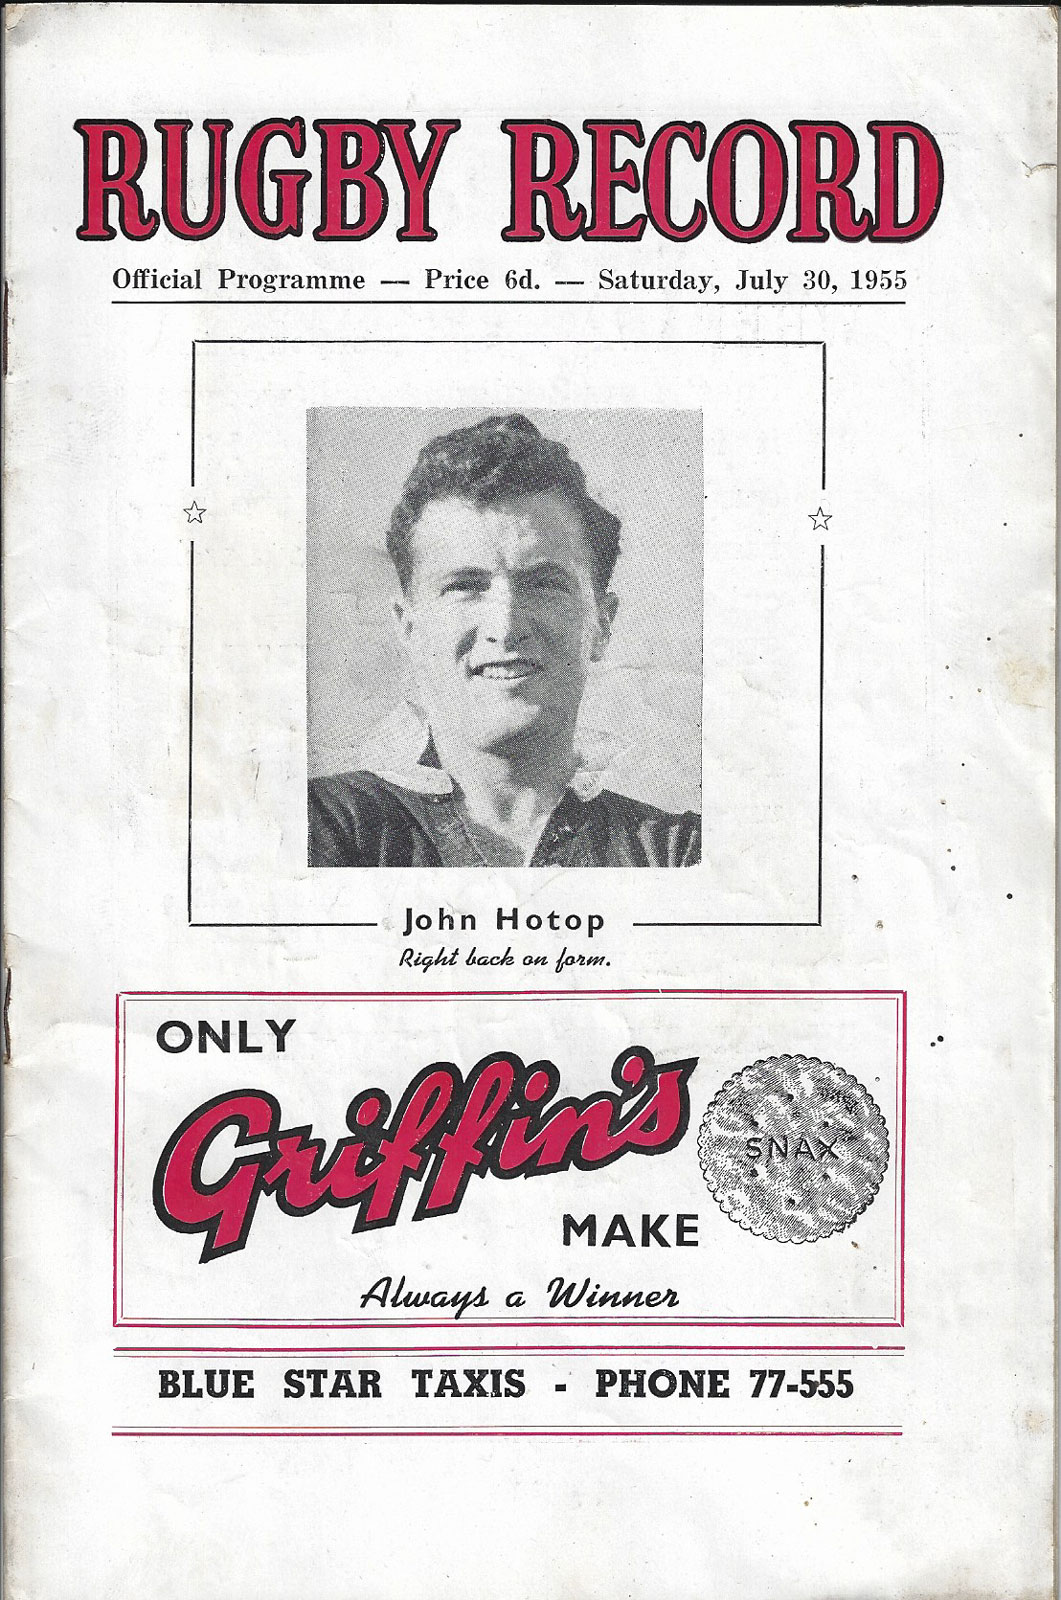 RUGBY RECORD
Official Programme — Price 6d. — Saturday, July 30, 1955
John Hotop
Right back on form.
ONLY
Griffin's
SNAX
MAKE
Always a Winner
BLUE STAR TAXIS - PHONE 77-555